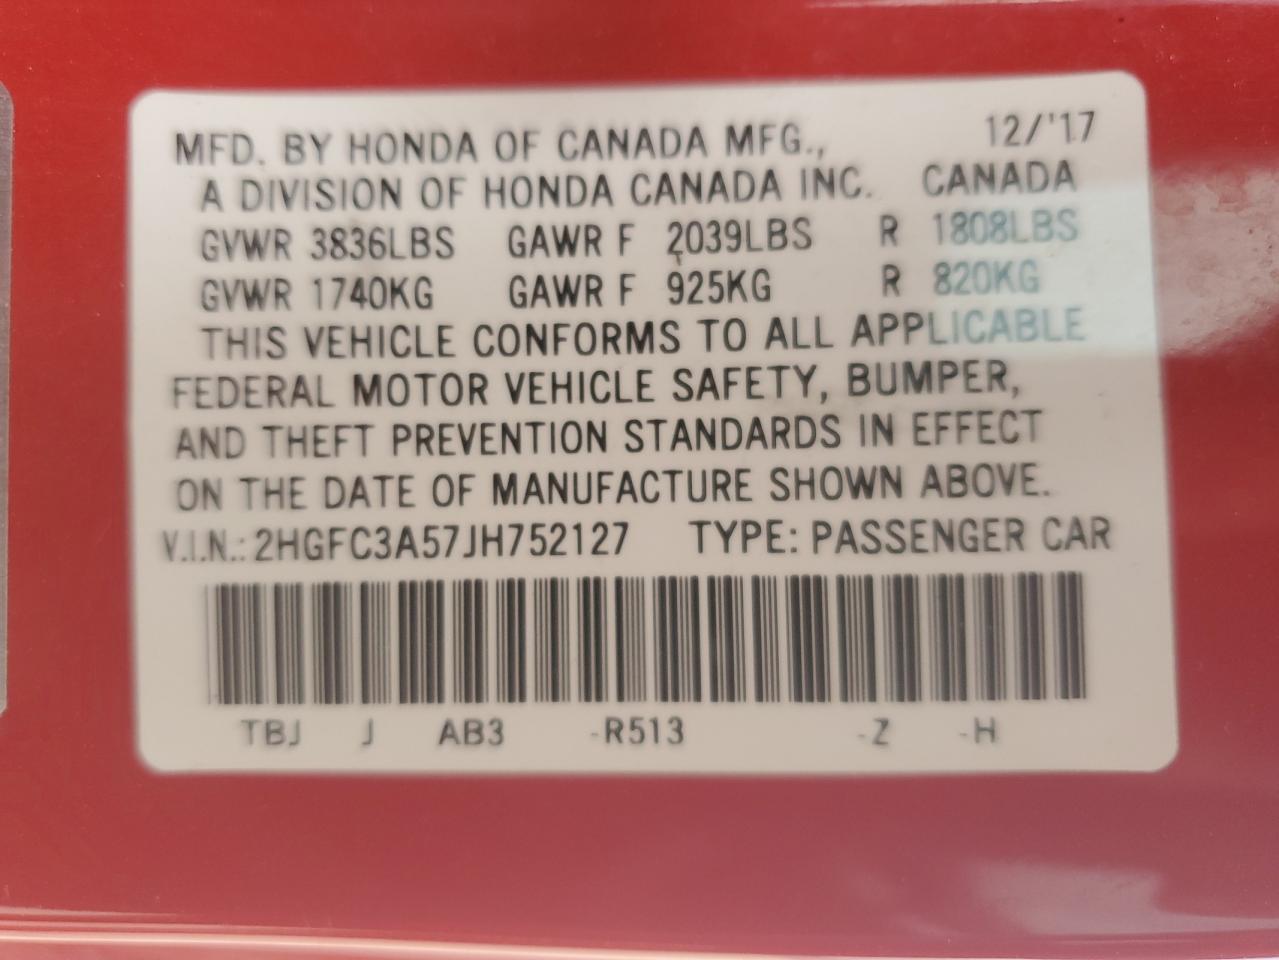 MFD. BY HONDA OF CANADA MFG., 12/'17
A DIVISION OF HONDA CANADA INC. CANADA
GVWR 3836LBS GAWR F 2039LBS R 1808LBS
GVWR 1740KG GAWR F 925KG R 820KG
THIS VEHICLE CONFORMS TO ALL APPLICABLE
FEDERAL MOTOR VEHICLE SAFETY, BUMPER,
AND THEFT PREVENTION STANDARDS IN EFFECT
ON THE DATE OF MANUFACTURE SHOWN ABOVE.
V.I.N.: 2HGFC3A57JH752127 TYPE: PASSENGER CAR
TBJ J AB3 -R513 -Z -H